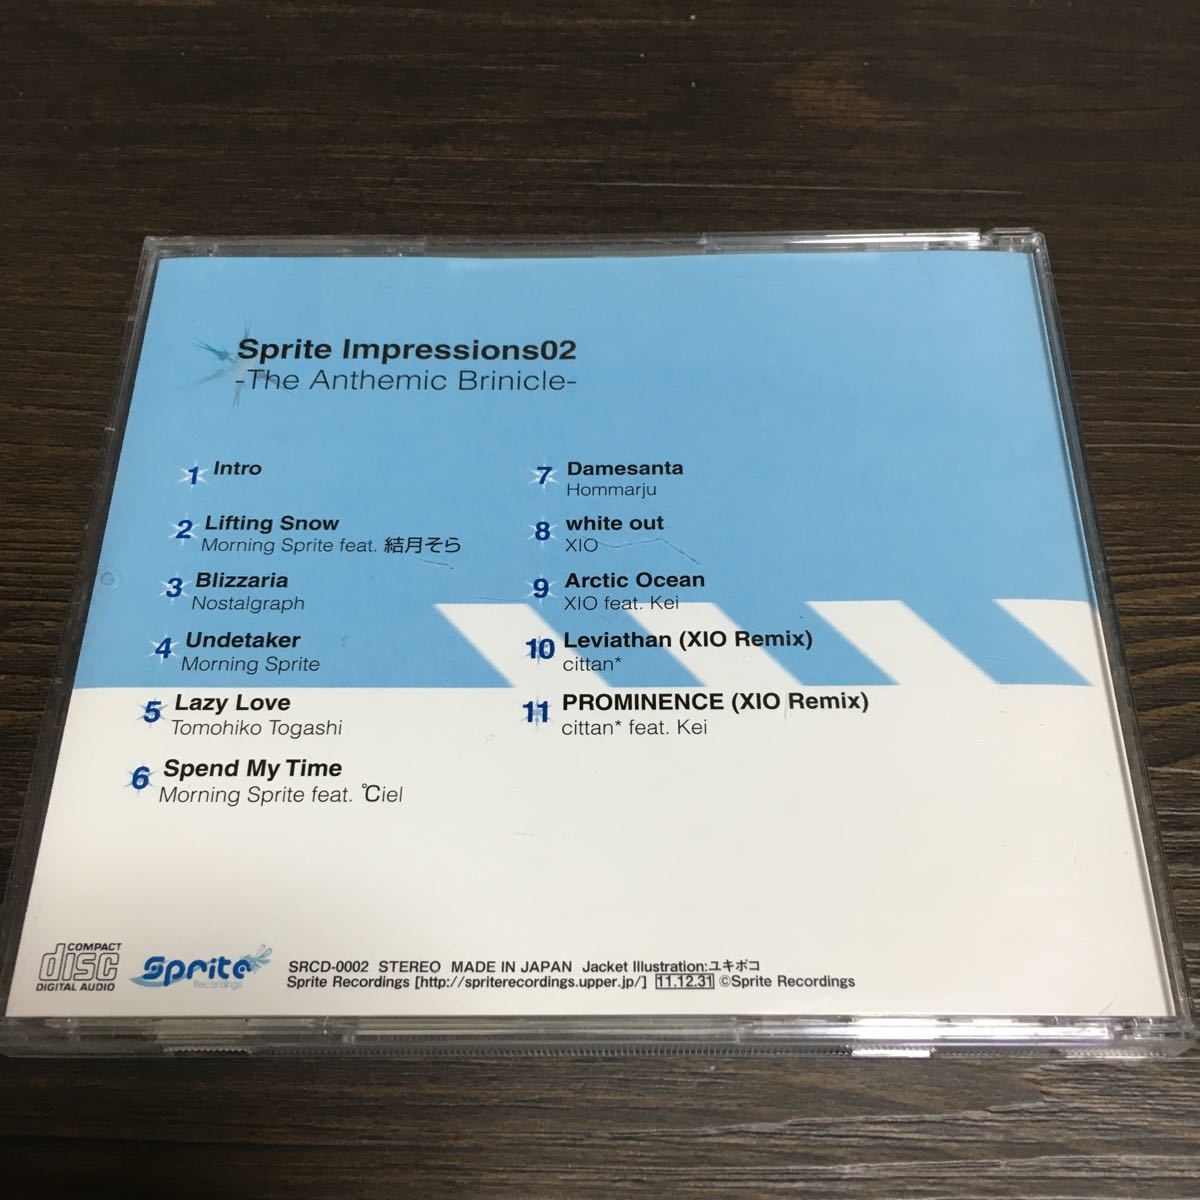 Sprite Impressions02
-The Anthemic Brinicle-
1 Intro
2 Lifting Snow
Morning Sprite feat. 結月そら
3 Blizzaria
Nostalgraph
4 Undetaker
Morning Sprite
5 Lazy Love
Tomohiko Togashi
6 Spend My Time
Morning Sprite feat. ℃iel
7 Damesanta
Hommarju
8 white out
XIO
9 Arctic Ocean
XIO feat. Kei
10 Leviathan (XIO Remix)
cittan*
11 PROMINENCE (XIO Remix)
cittan* feat. Kei
COMPACT
disc
DIGITAL AUDIO
Sprite
Recordings
SRCD-0002 STEREO MADE IN JAPAN Jacket Illustration:ユキポコ
Sprite Recordings [http://spriterecordings.upper.jp/] 11.12.31 ©Sprite Recordings